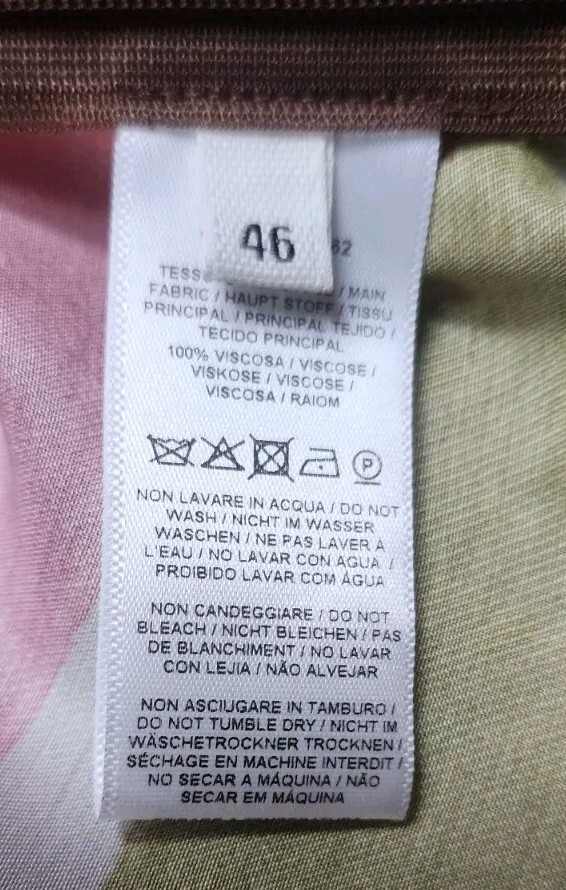 46
62
/ MAIN
FABRIC / HAUPT STOFF / TISSU
PRINCIPAL / PRINCIPAL TEJIDO /
TECIDO PRINCIPAL
100% VISCOSA / VISCOSE /
VISKOSE / VISCOSE /
VISCOSA / RAIOM
P
NON LAVARE IN ACQUA / DO NOT
WASH / NICHT IM WASSER
WASCHEN / NE PAS LAVER A
L'EAU / NO LAVAR CON AGUA /
PROIBIDO LAVAR COM ÁGUA
NON CANDEGGIARE / DO NOT
BLEACH / NICHT BLEICHEN / PAS
DE BLANCHIMENT / NO LAVAR
CON LEJIA / NÃO ALVEJAR
NON ASCIUGARE IN TAMBURO /
DO NOT TUMBLE DRY / NICHT IM
WÄSCHETROCKNER TROCKNEN /
SÉCHAGE EN MACHINE INTERDIT /
NO SECAR A MÁQUINA / NÃO
SECAR EM MÁQUINA